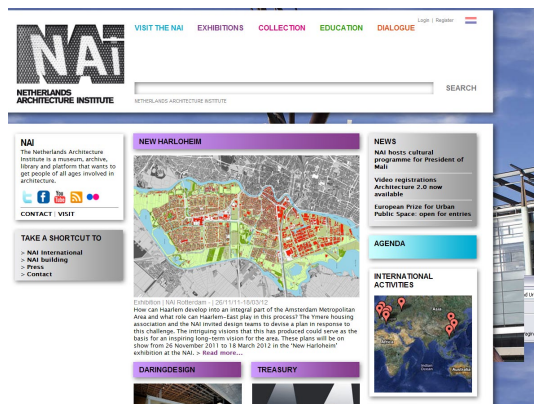 Login | Register
VISIT THE NAI EXHIBITIONS COLLECTION EDUCATION DIALOGUE
NAi
NETHERLANDS
ARCHITECTURE INSTITUTE
SEARCH
NETHERLANDS ARCHITECTURE INSTITUTE
NAI
The Netherlands Architecture
Institute is a museum, archive,
library and platform that wants to
get people of all ages involved in
architecture.
You
Tube
CONTACT | VISIT
TAKE A SHORTCUT TO
> NAI International
> NAI building
> Press
> Contact
NEW HARLOHEIM
Exhibition | NAI Rotterdam - | 26/11/11-18/03/12
How can Haarlem develop into an integral part of the Amsterdam Metropolitan
Area and what role can Haarlem-East play in this process? The Ymere housing
association and the NAI invited design teams to devise a plan in response to
this challenge. The intriguing visions that this has produced could serve as the
basis for an inspiring long-term vision for the area. These plans will be on
show from 26 November 2011 to 18 March 2012 in the 'New Harloheim'
exhibition at the NAI. > Read more...
DARINGDESIGN
TREASURY
NEWS
NAI hosts cultural
programme for President of
Mali
Video registrations
Architecture 2.0 now
available
European Prize for Urban
Public Space: open for entries
AGENDA
INTERNATIONAL
ACTIVITIES
Asia
Africa
Indian
Ocean